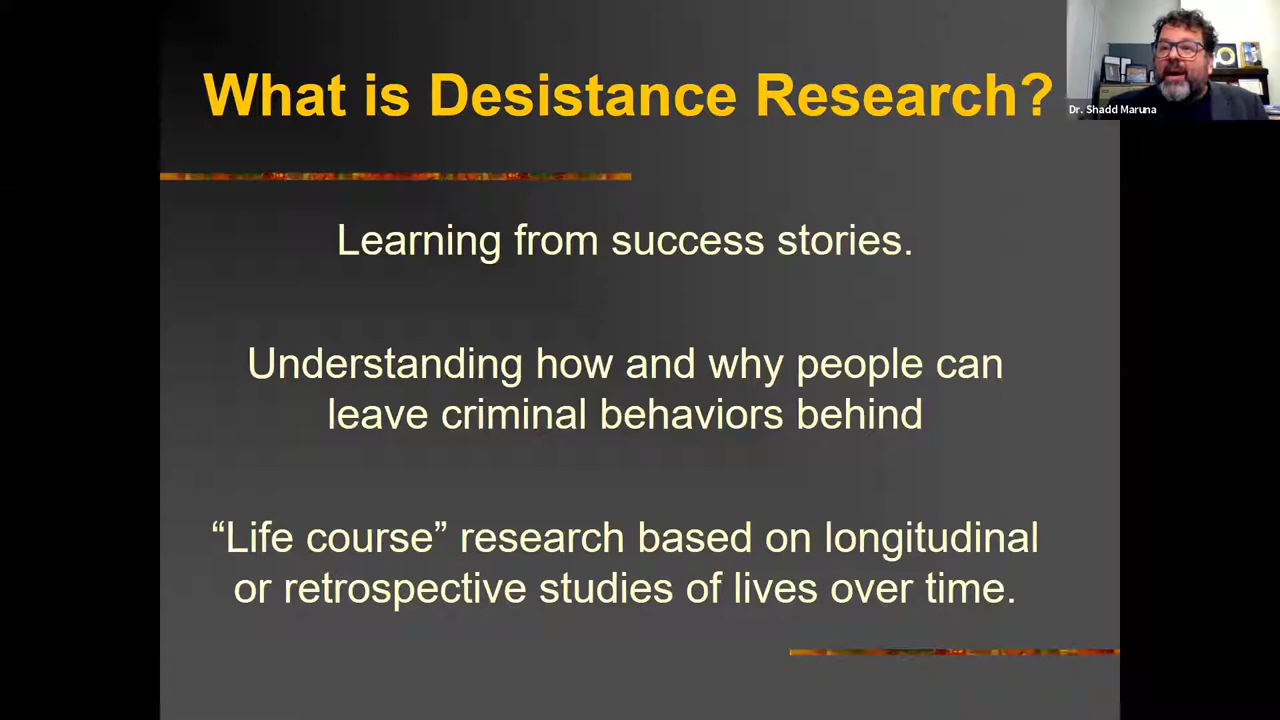 What is Desistance Research?
Dr. Shadd Maruna
Learning from success stories.
Understanding how and why people can
leave criminal behaviors behind
“Life course” research based on longitudinal
or retrospective studies of lives over time.